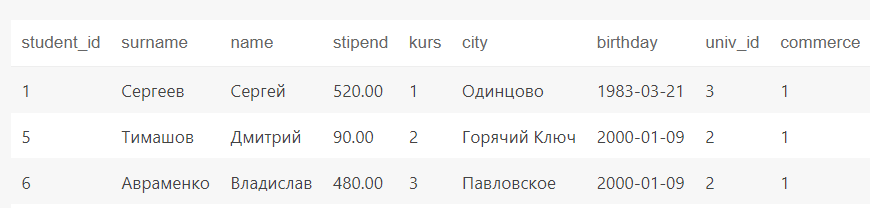 student_id surname name stipend kurs city birthday univ_id commerce
1 Сергеев Сергей 520.00 1 Одинцово 1983-03-21 3 1
5 Тимашов Дмитрий 90.00 2 Горячий Ключ 2000-01-09 2 1
6 Авраменко Владислав 480.00 3 Павловское 2000-01-09 2 1